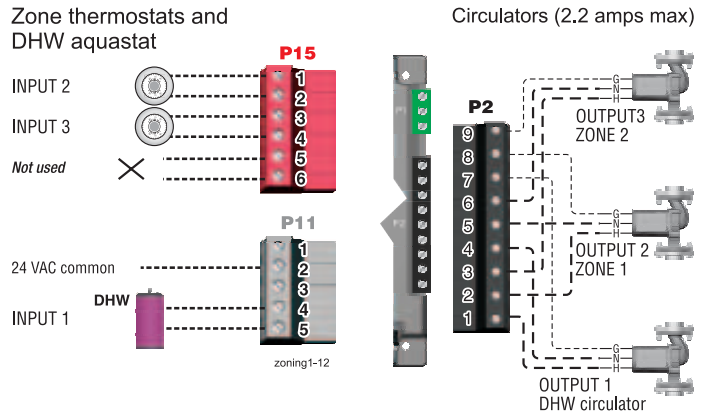 Zone thermostats and
DHW aquastat
P15
INPUT 2
1
2
INPUT 3
3
4
Not used
5
6
P11
1
24 VAC common
2
3
DHW
4
INPUT 1
5
zoning1-12
Circulators (2.2 amps max)
P2
9
8
7
6
5
4
3
2
1
G
N
H
OUTPUT3
ZONE 2
G
N
H
OUTPUT 2
ZONE 1
G
N
H
OUTPUT 1
DHW circulator